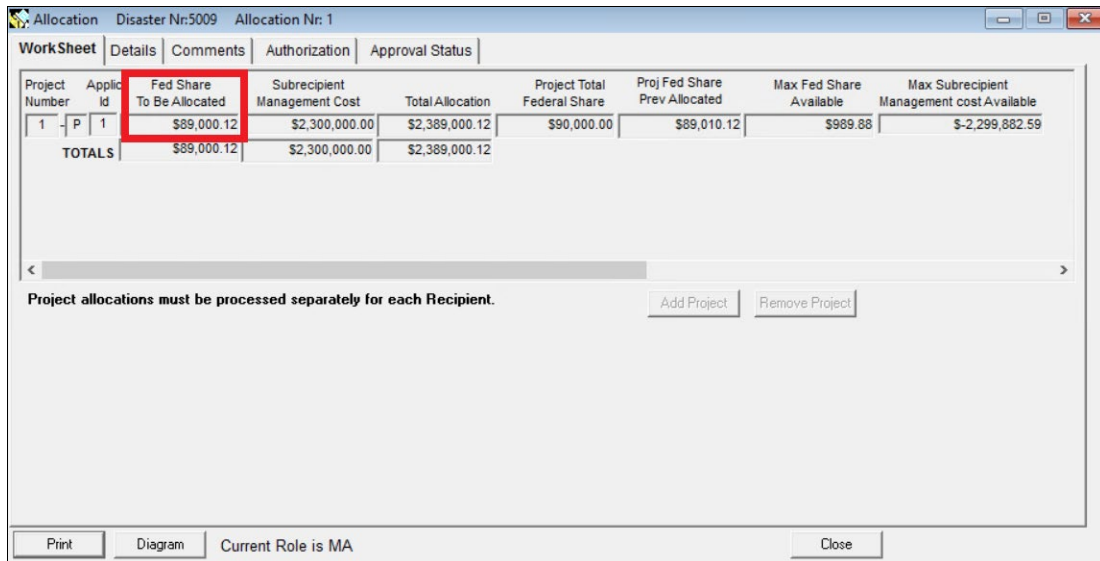 Allocation Disaster Nr:5009 Allocation Nr: 1
WorkSheet Details Comments Authorization Approval Status
Project Number Applic Id Fed Share To Be Allocated Subrecipient Management Cost Total Allocation Project Total Federal Share Proj Fed Share Prev Allocated Max Fed Share Available Max Subrecipient Management cost Available
1 - P 1 $89,000.12 $2,300,000.00 $2,389,000.12 $90,000.00 $89,010.12 $989.88 $-2,299,882.59
TOTALS $89,000.12 $2,300,000.00 $2,389,000.12
Project allocations must be processed separately for each Recipient. Add Project Remove Project
Print Diagram Current Role is MA Close